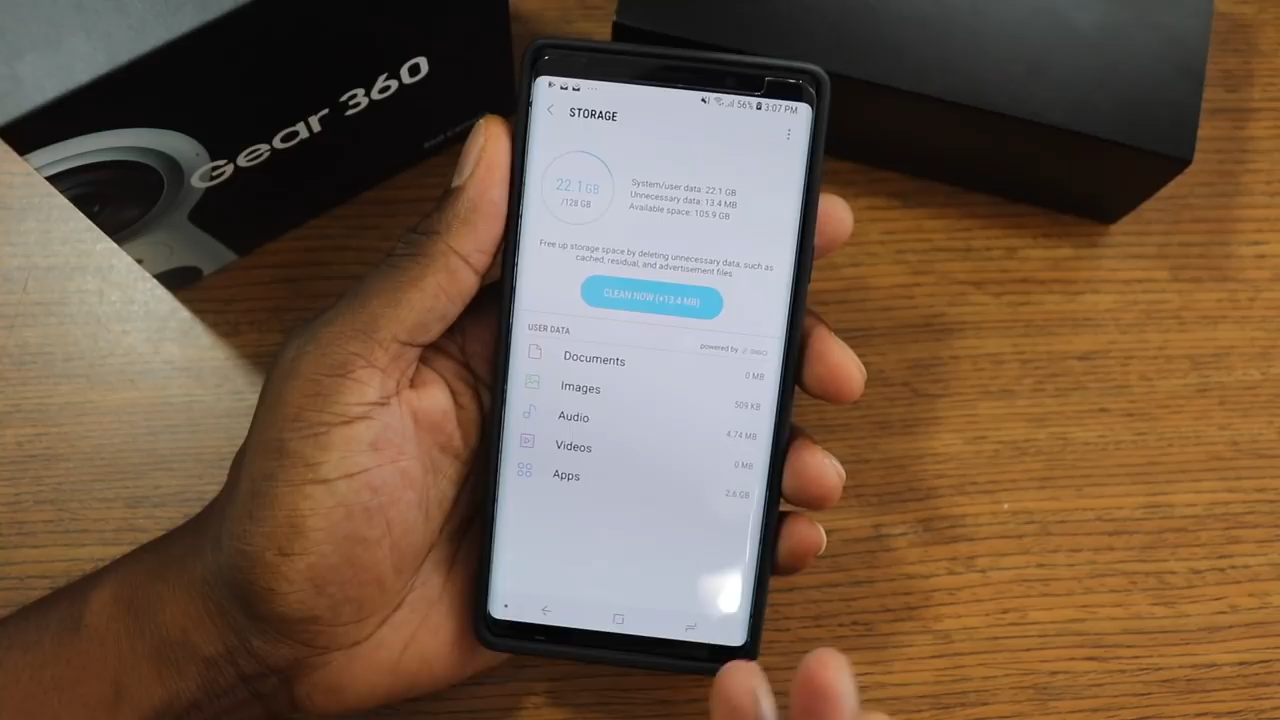 Gear 360
56% 3:07 PM
STORAGE
22.1 GB
/128 GB
System/user data: 22.1 GB
Unnecessary data: 13.4 MB
Available space: 105.9 GB
Free up storage space by deleting unnecessary data, such as
cached, residual, and advertisement files.
CLEAN NOW (+13.4 MB)
USER DATA
powered by
Documents 0 MB
Images 509 KB
Audio 4.74 MB
Videos 0 MB
Apps 2.6 GB